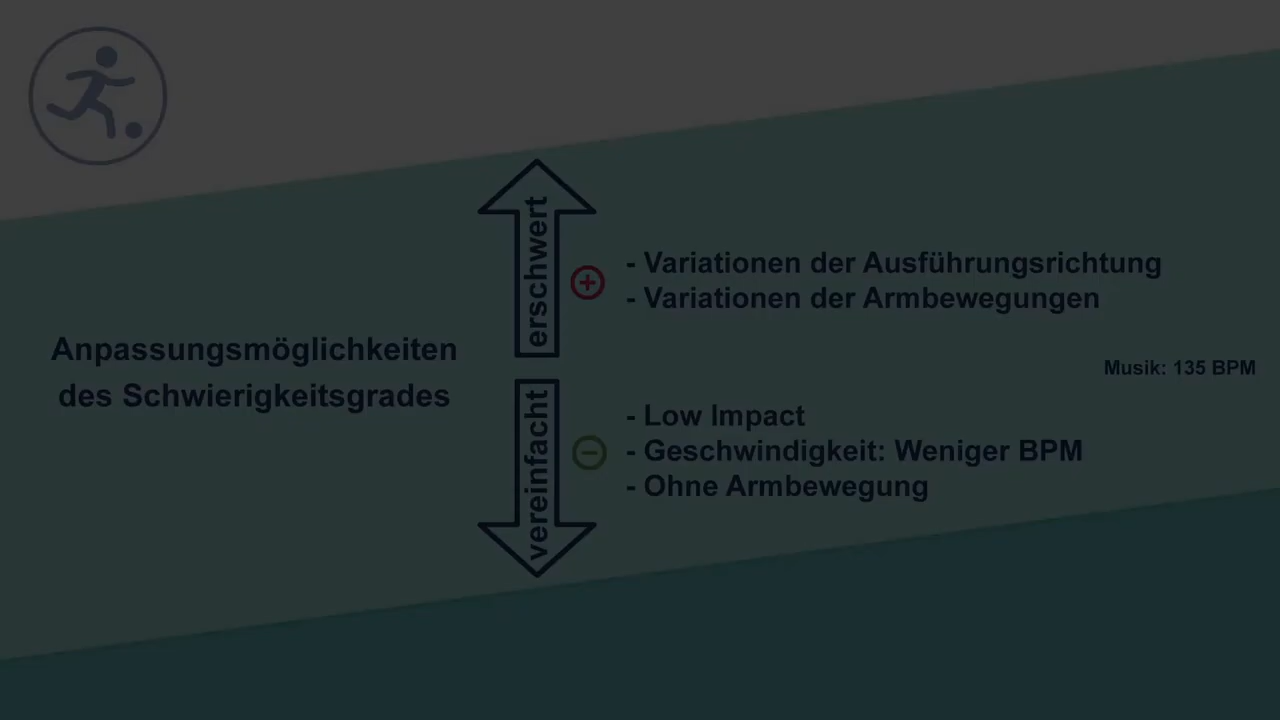 Anpassungsmöglichkeiten
des Schwierigkeitsgrades
erschwert
- Variationen der Ausführungsrichtung
- Variationen der Armbewegungen
Musik: 135 BPM
vereinfacht
- Low Impact
- Geschwindigkeit: Weniger BPM
- Ohne Armbewegung